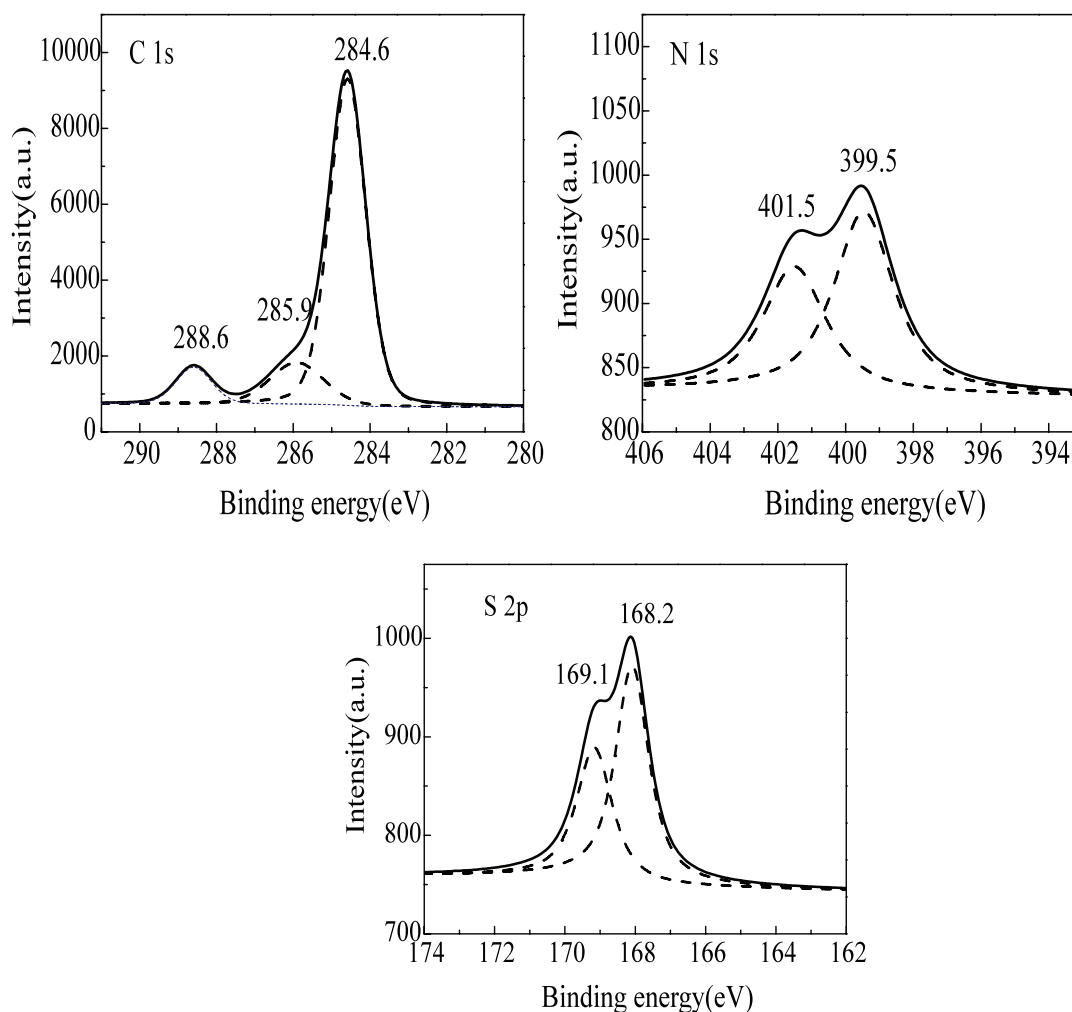 C 1s
284.6
285.9
288.6
10000
8000
6000
4000
2000
0
Intensity(a.u.)
290 288 286 284 282 280
Binding energy(eV)
N 1s
399.5
401.5
1100
1050
1000
950
900
850
800
Intensity(a.u.)
406 404 402 400 398 396 394
Binding energy(eV)
S 2p
168.2
169.1
1000
900
800
700
Intensity(a.u.)
174 172 170 168 166 164 162
Binding energy(eV)